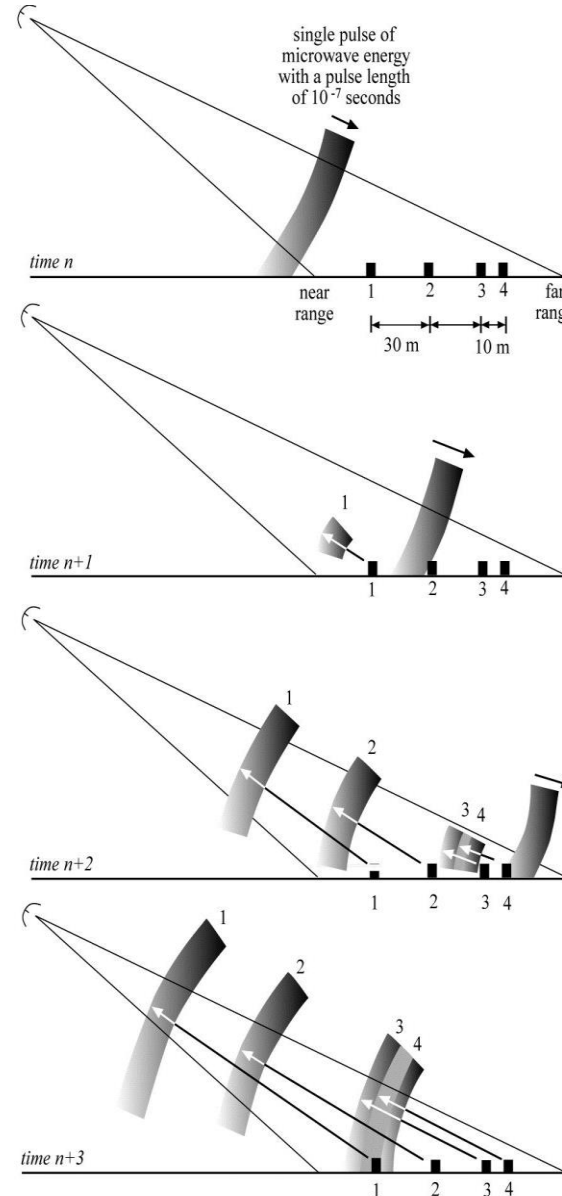 single pulse of
microwave energy
with a pulse length
of 10⁻⁷ seconds
time n
near
range
1
2
3
4
far
rang
30 m
10 m
1
time n+1
1
2
3
4
1
2
3 4
time n+2
1
2
3
4
1
2
3
4
time n+3
1
2
3
4